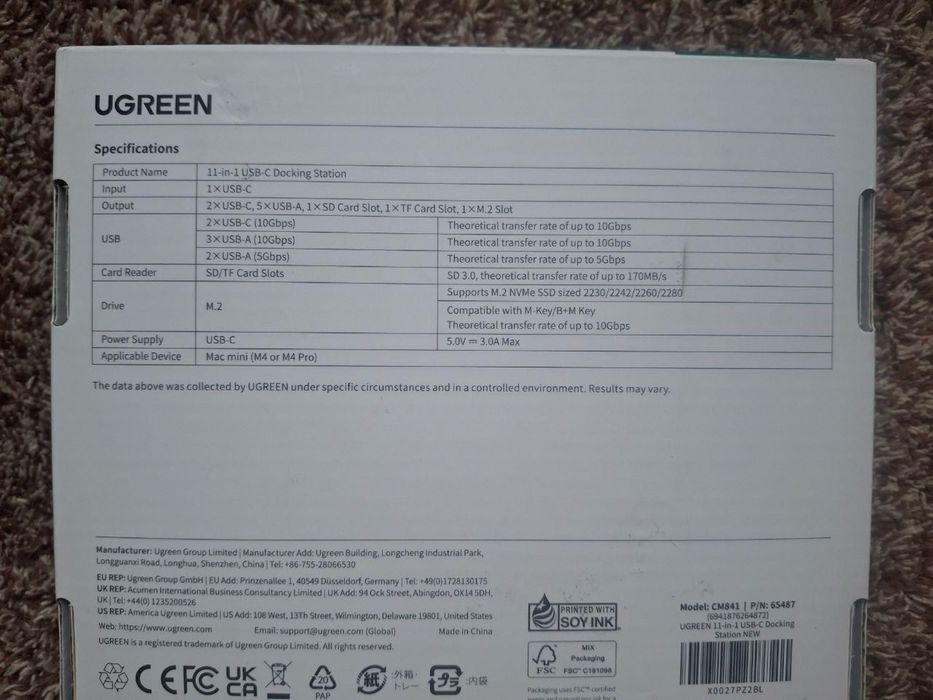 UGREEN
Specifications
Product Name 11-in-1 USB-C Docking Station
Input 1×USB-C
Output 2×USB-C, 5×USB-A, 1×SD Card Slot, 1×TF Card Slot, 1×M.2 Slot
USB
2×USB-C (10Gbps) Theoretical transfer rate of up to 10Gbps
3×USB-A (10Gbps) Theoretical transfer rate of up to 10Gbps
2×USB-A (5Gbps) Theoretical transfer rate of up to 5Gbps
Card Reader SD/TF Card Slots SD 3.0, theoretical transfer rate of up to 170MB/s
Drive M.2
Supports M.2 NVMe SSD sized 2230/2242/2260/2280
Compatible with M-Key/B+M Key
Theoretical transfer rate of up to 10Gbps
Power Supply USB-C 5.0V⎓3.0A Max
Applicable Device Mac mini (M4 or M4 Pro)
The data above was collected by UGREEN under specific circumstances and in a controlled environment. Results may vary.
Manufacturer: Ugreen Group Limited | Manufacturer Add: Ugreen Building, Longcheng Industrial Park,
Longguanxi Road, Longhua, Shenzhen, China | Tel: +86-755-28066530
EU REP: Ugreen Group GmbH | EU Add: Prinzenallee 1, 40549 Düsseldorf, Germany | Tel: +49(0)1728130175
UK REP: Acumen International Business Consultancy Limited | UK Add: 94 Ock Street, Abingdon, OX14 5DH,
UK | Tel: +44(0) 1235200526
US REP: America Ugreen Limited | US Add: 108 West, 13Th Street, Wilmington, Delaware 19801, United States
Web: https://www.ugreen.com Email: support@ugreen.com (Global) Made in China
UGREEN is a registered trademark of Ugreen Group Limited. All rights reserved.
CE FC UK
CA
20
PAP
紙 :外箱・
トレー
プラ :内袋
PRINTED WITH
SOY INK
FSC
MIX
Packaging
FSC™ C191098
Packaging uses FSC™ certified
Model: CM841 | P/N: 65487
(6941876264872)
UGREEN 11-in-1 USB-C Docking
Station NEW
X0027PZ2BL